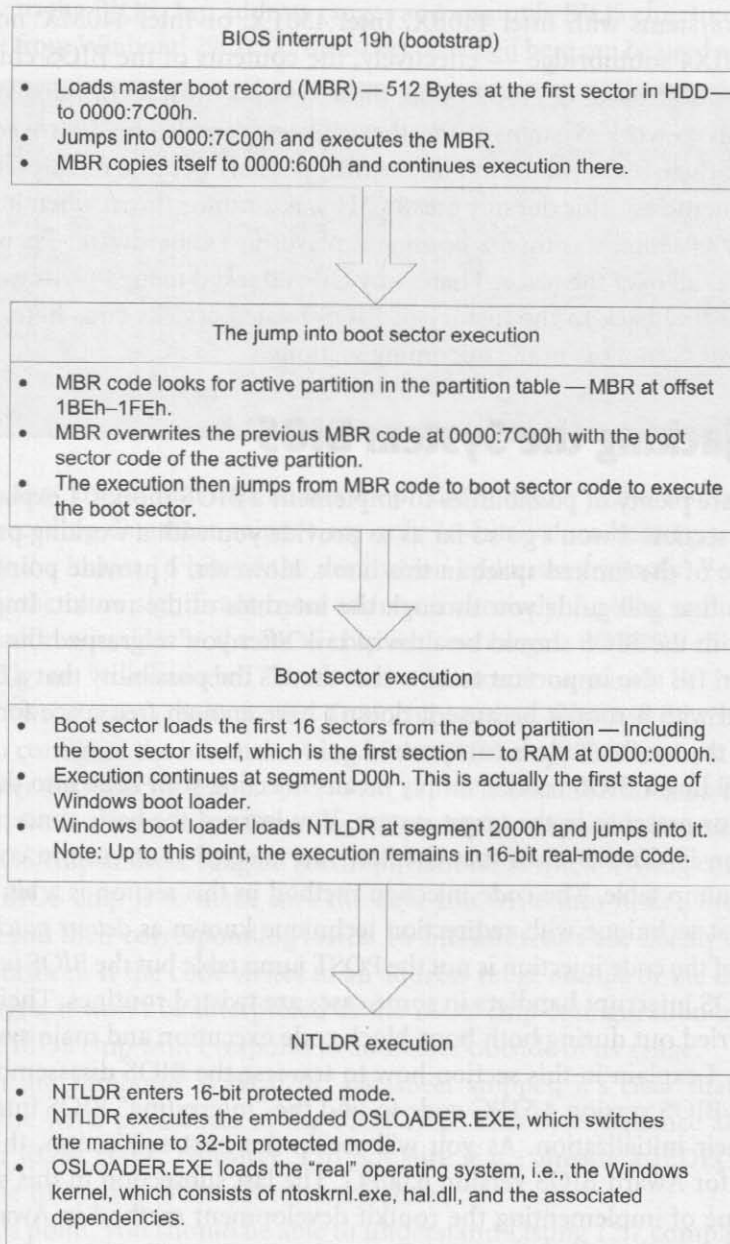 BIOS interrupt 19h (bootstrap)
• Loads master boot record (MBR) — 512 Bytes at the first sector in HDD—
to 0000:7C00h.
• Jumps into 0000:7C00h and executes the MBR.
• MBR copies itself to 0000:600h and continues execution there.
The jump into boot sector execution
• MBR code looks for active partition in the partition table — MBR at offset
1BEh–1FEh.
• MBR overwrites the previous MBR code at 0000:7C00h with the boot
sector code of the active partition.
• The execution then jumps from MBR code to boot sector code to execute
the boot sector.
Boot sector execution
• Boot sector loads the first 16 sectors from the boot partition — Including
the boot sector itself, which is the first section — to RAM at 0D00:0000h.
• Execution continues at segment D00h. This is actually the first stage of
Windows boot loader.
• Windows boot loader loads NTLDR at segment 2000h and jumps into it.
Note: Up to this point, the execution remains in 16-bit real-mode code.
NTLDR execution
• NTLDR enters 16-bit protected mode.
• NTLDR executes the embedded OSLOADER.EXE, which switches
the machine to 32-bit protected mode.
• OSLOADER.EXE loads the “real” operating system, i.e., the Windows
kernel, which consists of ntoskrnl.exe, hal.dll, and the associated
dependencies.